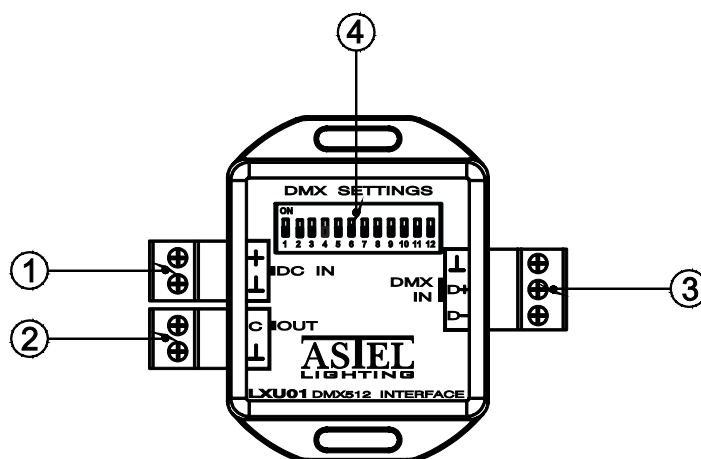 4
DMX SETTINGS
ON
1 2 3 4 5 6 7 8 9 10 11 12
1
+
⊥
DC IN
2
C
⊥
OUT
⊥
D+
D-
DMX
IN
3
ASTEL
LIGHTING
LXU01 DMX512 INTERFACE